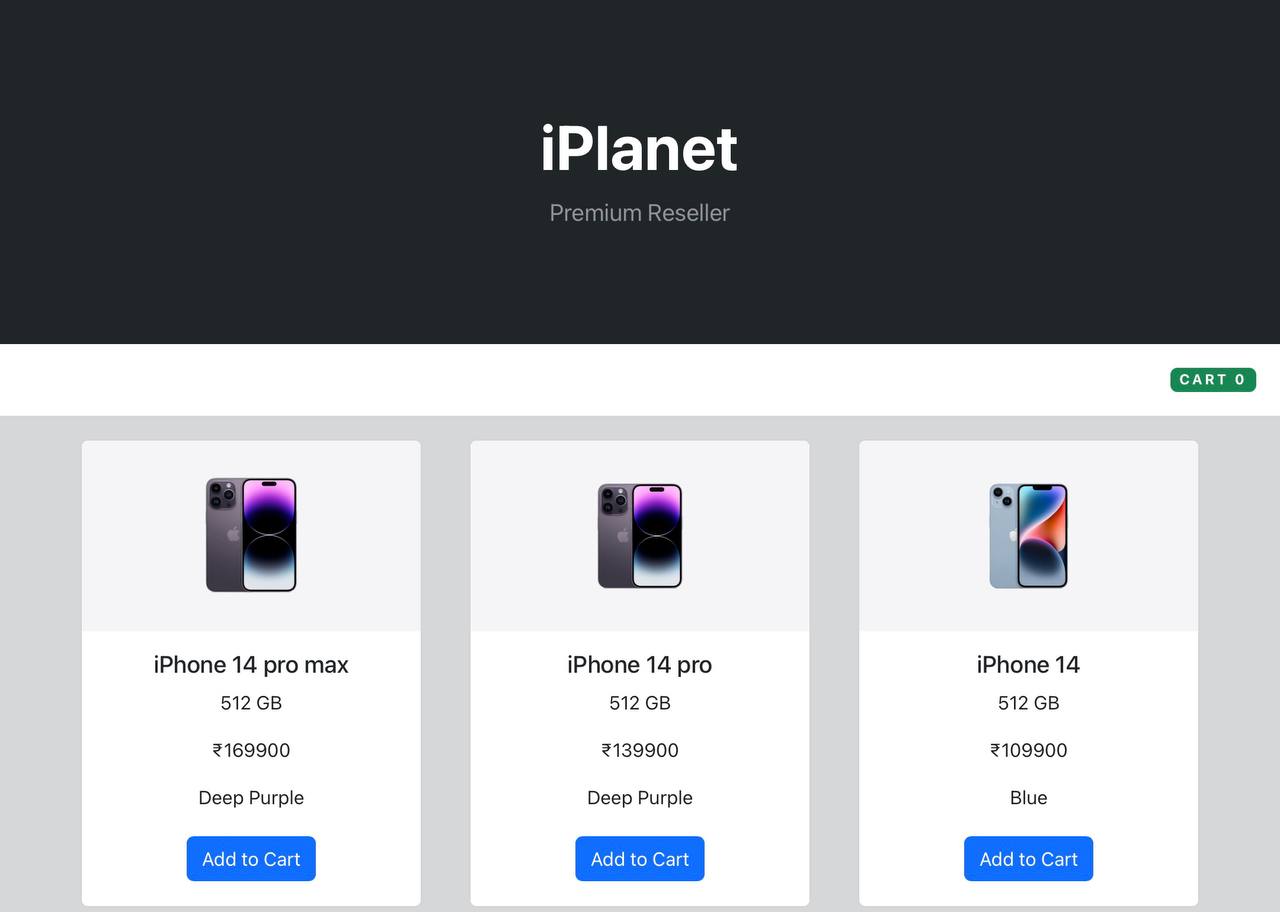 iPlanet
Premium Reseller
CART 0
iPhone 14 pro max
512 GB
₹169900
Deep Purple
Add to Cart
iPhone 14 pro
512 GB
₹139900
Deep Purple
Add to Cart
iPhone 14
512 GB
₹109900
Blue
Add to Cart